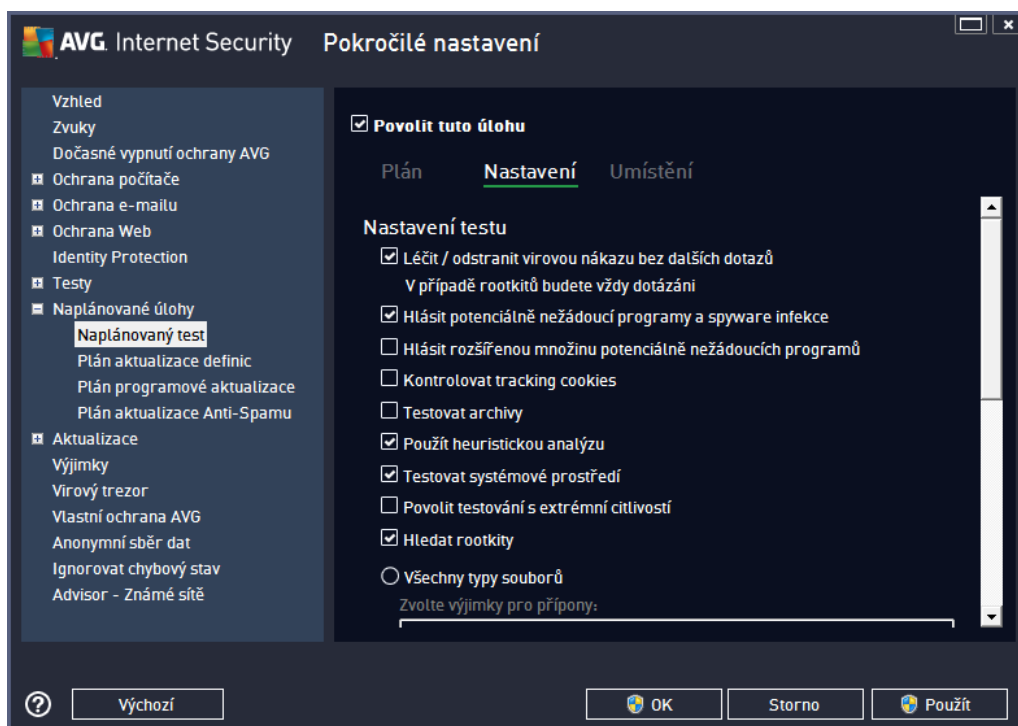 AVG. Internet Security Pokročilé nastavení
Vzhled
Zvuky
Dočasné vypnutí ochrany AVG
Ochrana počítače
Ochrana e-mailu
Ochrana Web
Identity Protection
Testy
Naplánované úlohy
Naplánovaný test
Plán aktualizace definic
Plán programové aktualizace
Plán aktualizace Anti-Spamu
Aktualizace
Výjimky
Virový trezor
Vlastní ochrana AVG
Anonymní sběr dat
Ignorovat chybový stav
Advisor - Známé sítě
Povolit tuto úlohu
Plán Nastavení Umístění
Nastavení testu
Léčit / odstranit virovou nákazu bez dalších dotazů
V případě rootkitů budete vždy dotázáni
Hlásit potenciálně nežádoucí programy a spyware infekce
Hlásit rozšířenou množinu potenciálně nežádoucích programů
Kontrolovat tracking cookies
Testovat archivy
Použít heuristickou analýzu
Testovat systémové prostředí
Povolit testování s extrémní citlivostí
Hledat rootkity
Všechny typy souborů
Zvolte výjimky pro přípony:
Výchozí OK Storno Použít